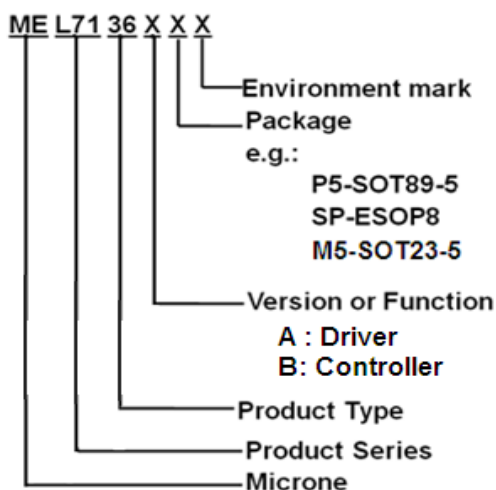 ME L71 36 X X X
Environment mark
Package
e.g.:
P5-SOT89-5
SP-ESOP8
M5-SOT23-5
Version or Function
A : Driver
B: Controller
Product Type
Product Series
Microne